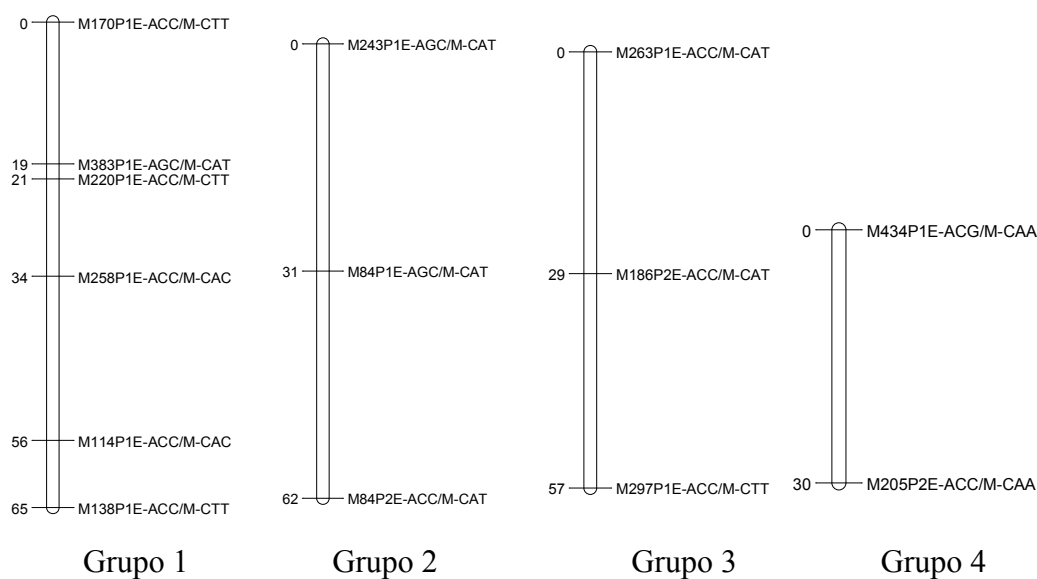 0 M170P1E-ACC/M-CTT
19 M383P1E-AGC/M-CAT
21 M220P1E-ACC/M-CTT
34 M258P1E-ACC/M-CAC
56 M114P1E-ACC/M-CAC
65 M138P1E-ACC/M-CTT
Grupo 1
0 M243P1E-AGC/M-CAT
31 M84P1E-AGC/M-CAT
62 M84P2E-ACC/M-CAT
Grupo 2
0 M263P1E-ACC/M-CAT
29 M186P2E-ACC/M-CAT
57 M297P1E-ACC/M-CTT
Grupo 3
0 M434P1E-ACG/M-CAA
30 M205P2E-ACC/M-CAA
Grupo 4